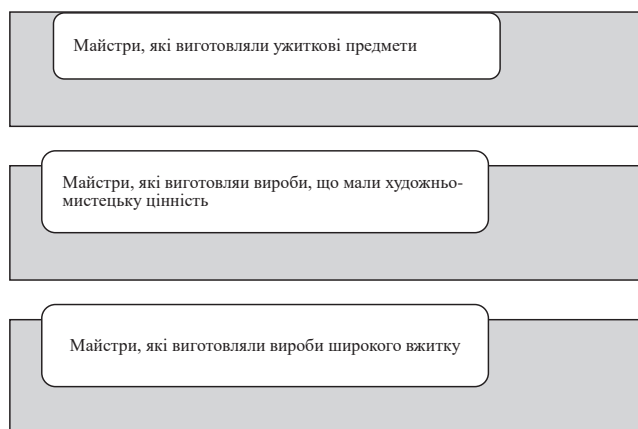 Майстри, які виготовляли ужиткові предмети
Майстри, які виготовляи вироби, що мали художньо-
мистецьку цінність
Майстри, які виготовляли вироби широкого вжитку